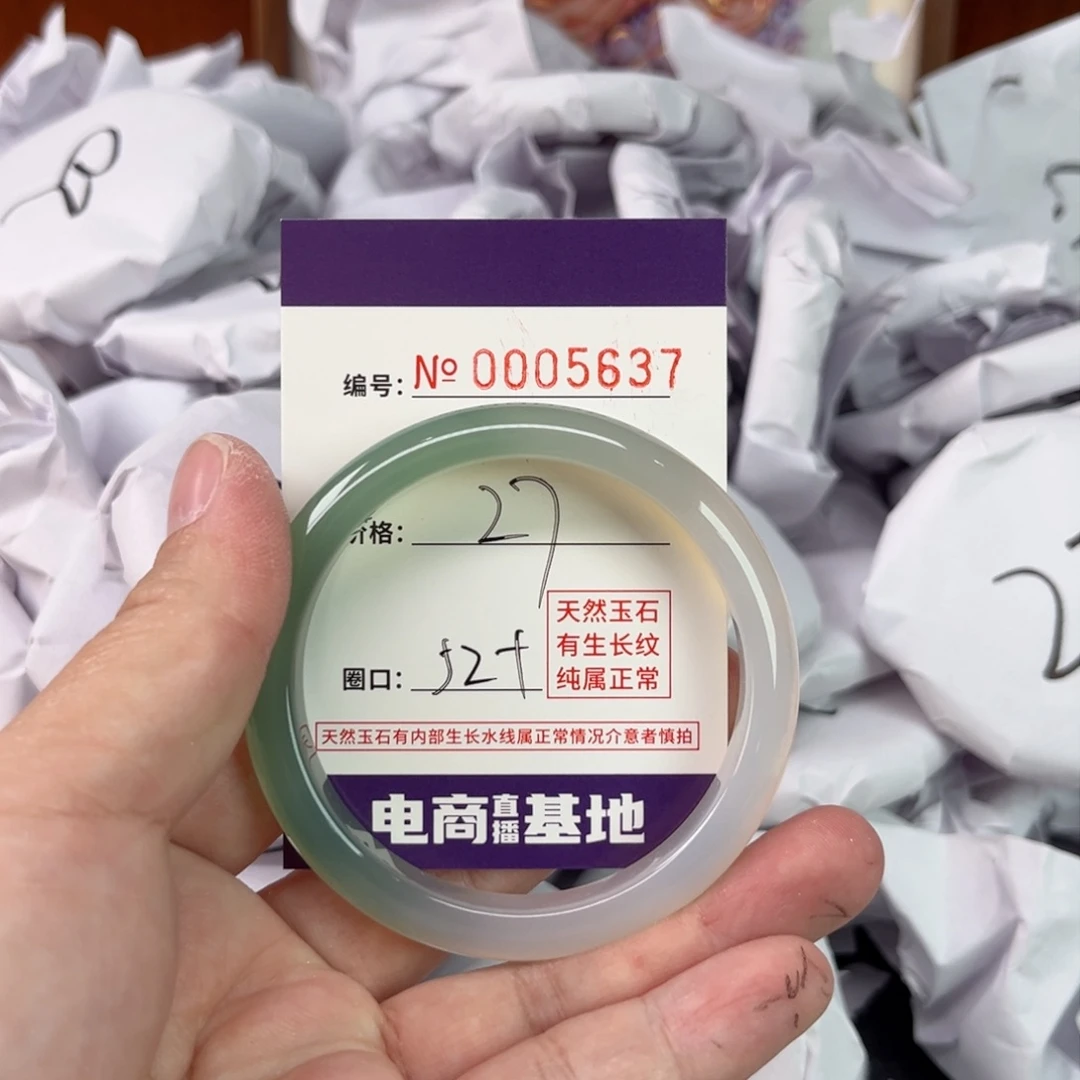 编号: № 0005637
价格: 27
圈口: 52+
天然玉石
有生长纹
纯属正常
天然玉石有内部生长水线属正常情况介意者慎拍
电商直播基地